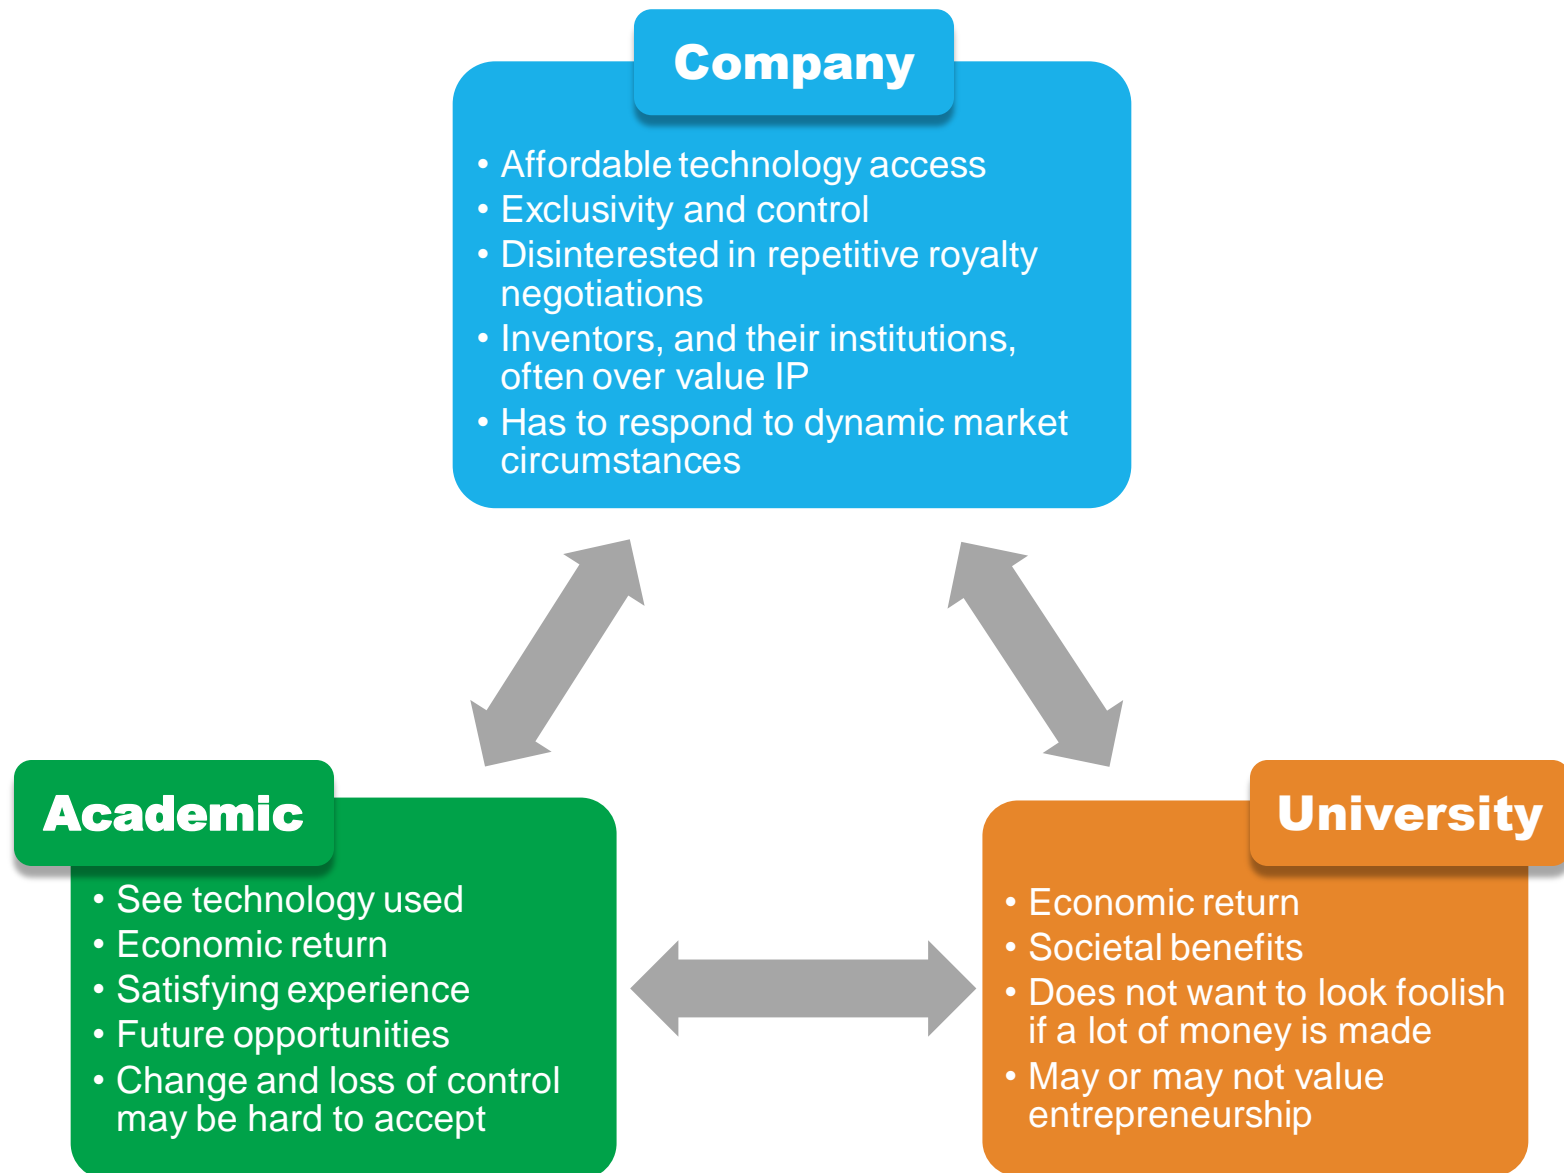 Company
• Affordable technology access
• Exclusivity and control
• Disinterested in repetitive royalty
negotiations
• Inventors, and their institutions,
often over value IP
• Has to respond to dynamic market
circumstances
Academic
• See technology used
• Economic return
• Satisfying experience
• Future opportunities
• Change and loss of control
may be hard to accept
University
• Economic return
• Societal benefits
• Does not want to look foolish
if a lot of money is made
• May or may not value
entrepreneurship